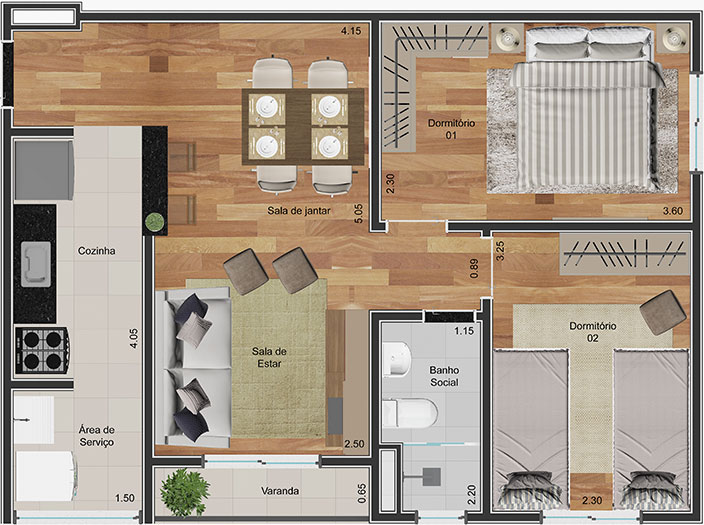 4.15
Dormitório
01
2.30
3.60
Sala de jantar
5.05
Cozinha
4.05
0.89
3.25
Sala de
Estar
2.50
1.15
Banho
Social
Dormitório
02
Área de
Serviço
1.50
Varanda
0.65
2.20
2.30